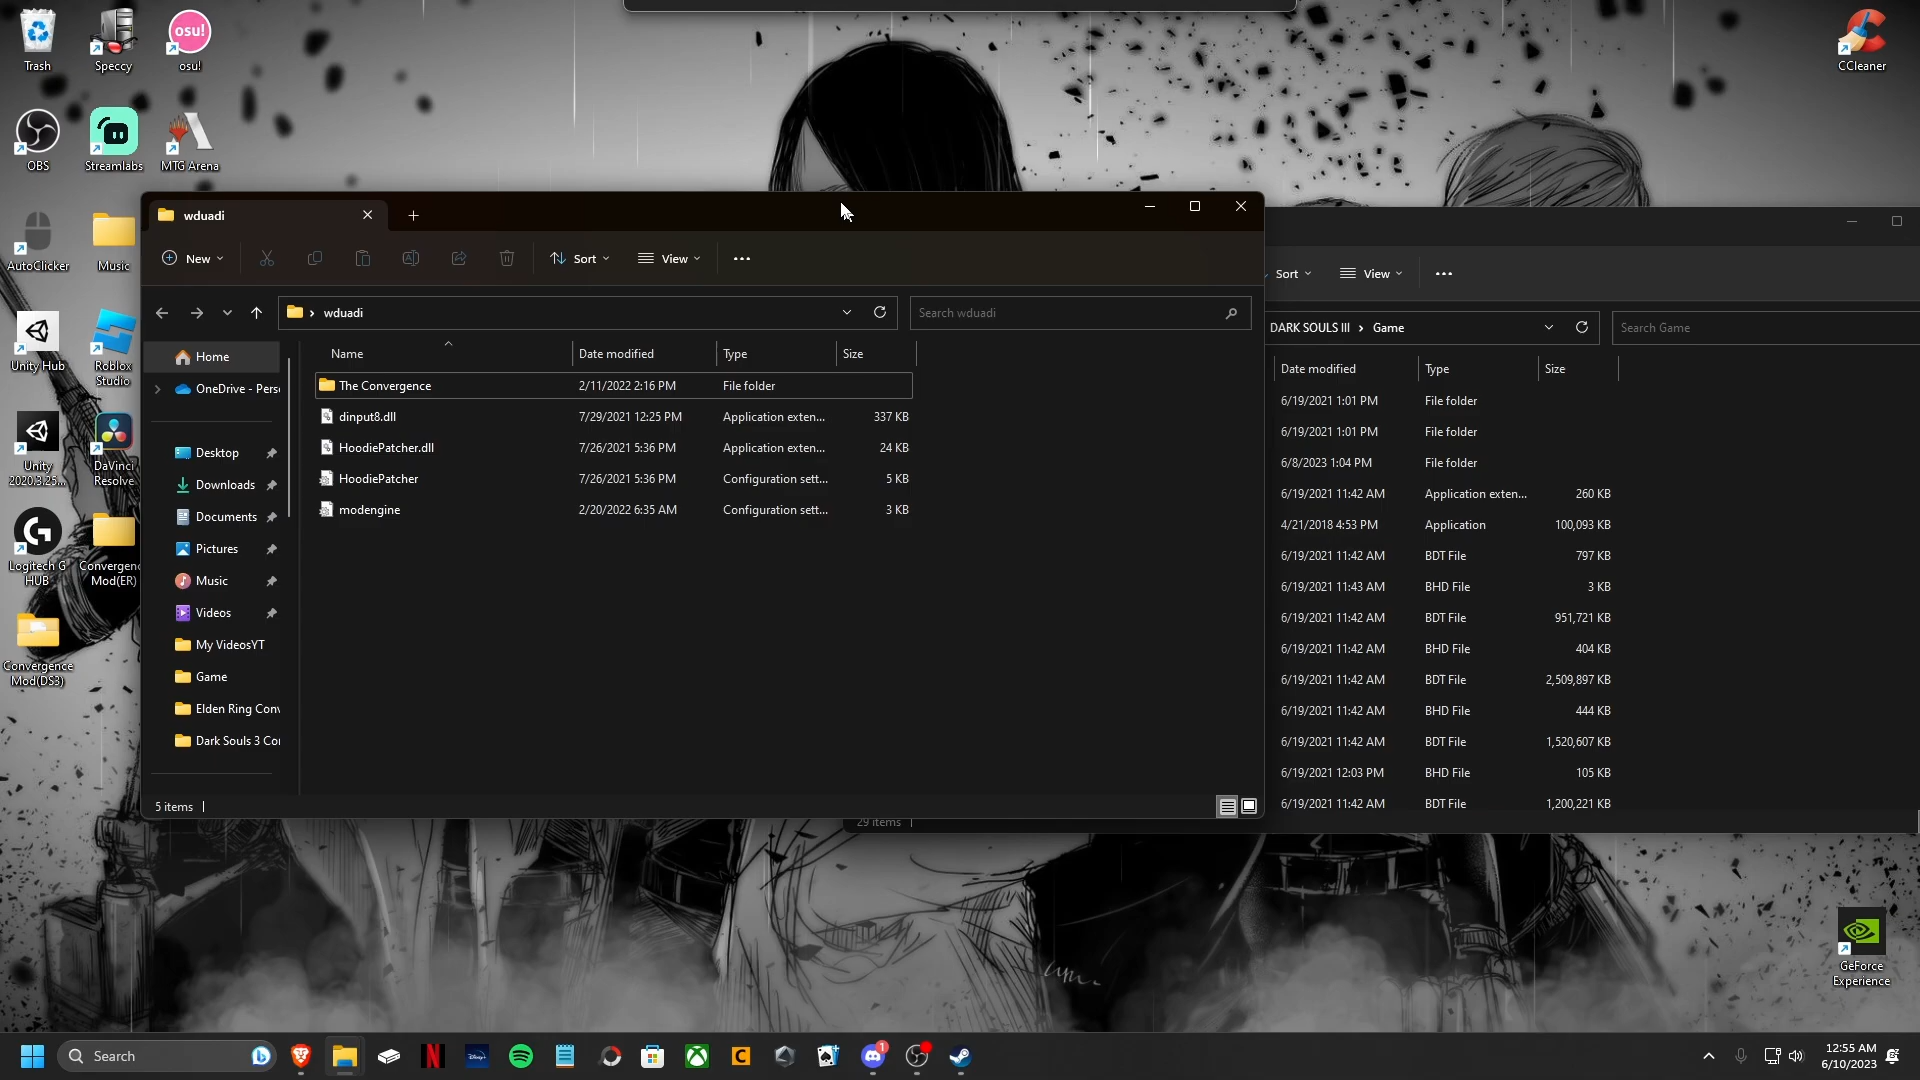 Trash
Speccy
osu!
osu!
CCleaner
OBS
Streamlabs
MTG Arena
AutoClicker
Music
Unity Hub
Roblox
Studio
Unity
2020.3.25...
DaVinci
Resolve
Logitech G
HUB
Convergenc
Mod(ER)
Convergence
Mod(DS3)
GeForce
Experience
wduadi
New
Sort
View
wduadi
Search wduadi
Name
Date modified
Type
Size
Home
OneDrive - Pers
Desktop
Downloads
Documents
Pictures
Music
Videos
My VideosYT
Game
Elden Ring Conv
Dark Souls 3 Co
The Convergence 2/11/2022 2:16 PM File folder
dinput8.dll 7/29/2021 12:25 PM Application exten... 337 KB
HoodiePatcher.dll 7/26/2021 5:36 PM Application exten... 24 KB
HoodiePatcher 7/26/2021 5:36 PM Configuration sett... 5 KB
modengine 2/20/2022 6:35 AM Configuration sett... 3 KB
5 items
Sort
View
DARK SOULS III
Game
Search Game
Date modified
Type
Size
6/19/2021 1:01 PM File folder
6/19/2021 1:01 PM File folder
6/8/2023 1:04 PM File folder
6/19/2021 11:42 AM Application exten... 260 KB
4/21/2018 4:53 PM Application 100,093 KB
6/19/2021 11:42 AM BDT File 797 KB
6/19/2021 11:43 AM BHD File 3 KB
6/19/2021 11:42 AM BDT File 951,721 KB
6/19/2021 11:42 AM BHD File 404 KB
6/19/2021 11:42 AM BDT File 2,509,897 KB
6/19/2021 11:42 AM BHD File 444 KB
6/19/2021 11:42 AM BDT File 1,520,607 KB
6/19/2021 12:03 PM BHD File 105 KB
6/19/2021 11:42 AM BDT File 1,200,221 KB
29 items
Search
1
12:55 AM
6/10/2023